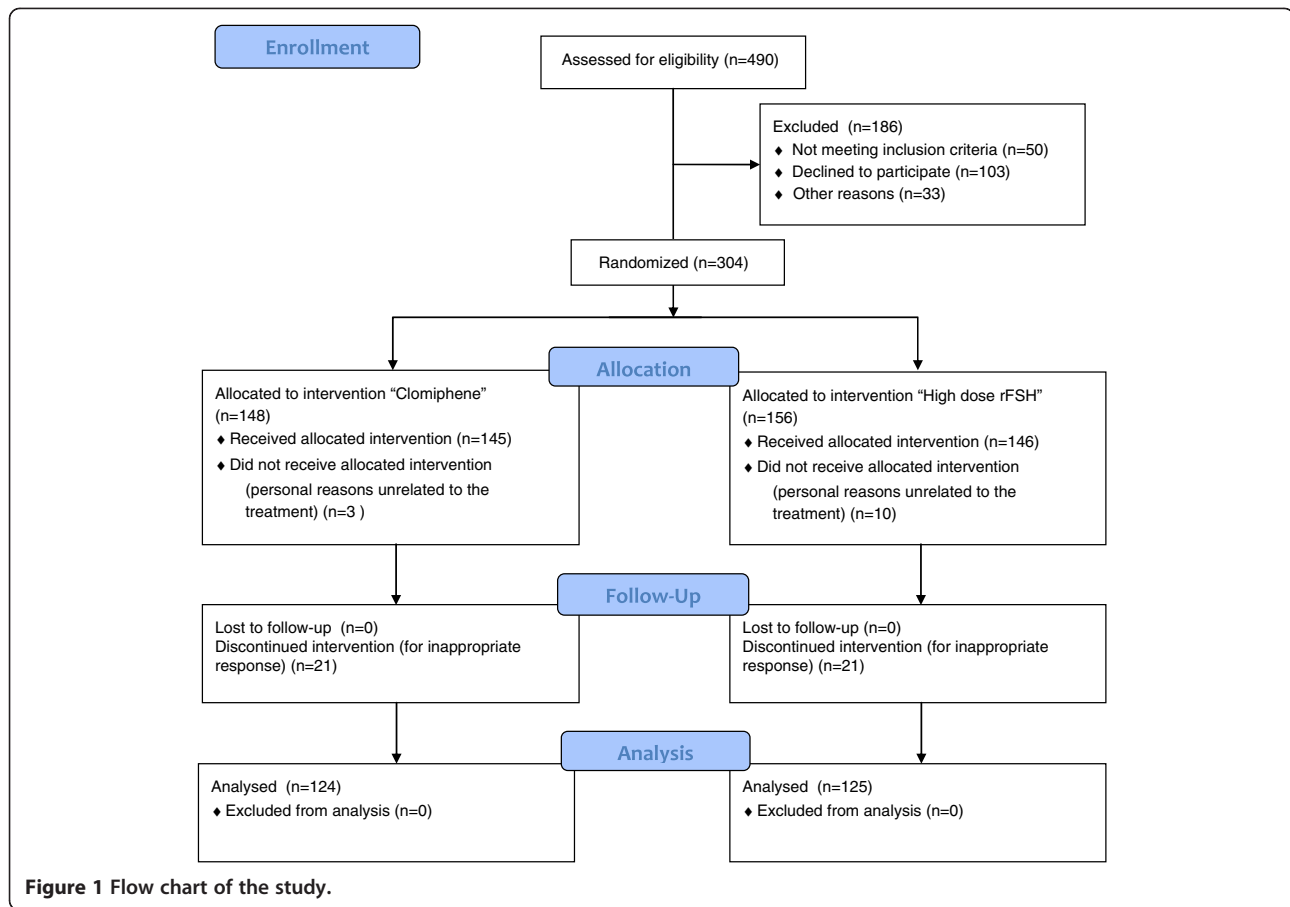 Enrollment
Assessed for eligibility (n=490)
Excluded (n=186)
♦ Not meeting inclusion criteria (n=50)
♦ Declined to participate (n=103)
♦ Other reasons (n=33)
Randomized (n=304)
Allocation
Allocated to intervention “Clomiphene”
(n=148)
♦ Received allocated intervention (n=145)
♦ Did not receive allocated intervention
(personal reasons unrelated to the
treatment) (n=3 )
Allocated to intervention “High dose rFSH”
(n=156)
♦ Received allocated intervention (n=146)
♦ Did not receive allocated intervention
(personal reasons unrelated to the
treatment) (n=10)
Follow-Up
Lost to follow-up (n=0)
Discontinued intervention (for inappropriate
response) (n=21)
Lost to follow-up (n=0)
Discontinued intervention (for inappropriate
response) (n=21)
Analysis
Analysed (n=124)
♦ Excluded from analysis (n=0)
Analysed (n=125)
♦ Excluded from analysis (n=0)
Figure 1 Flow chart of the study.